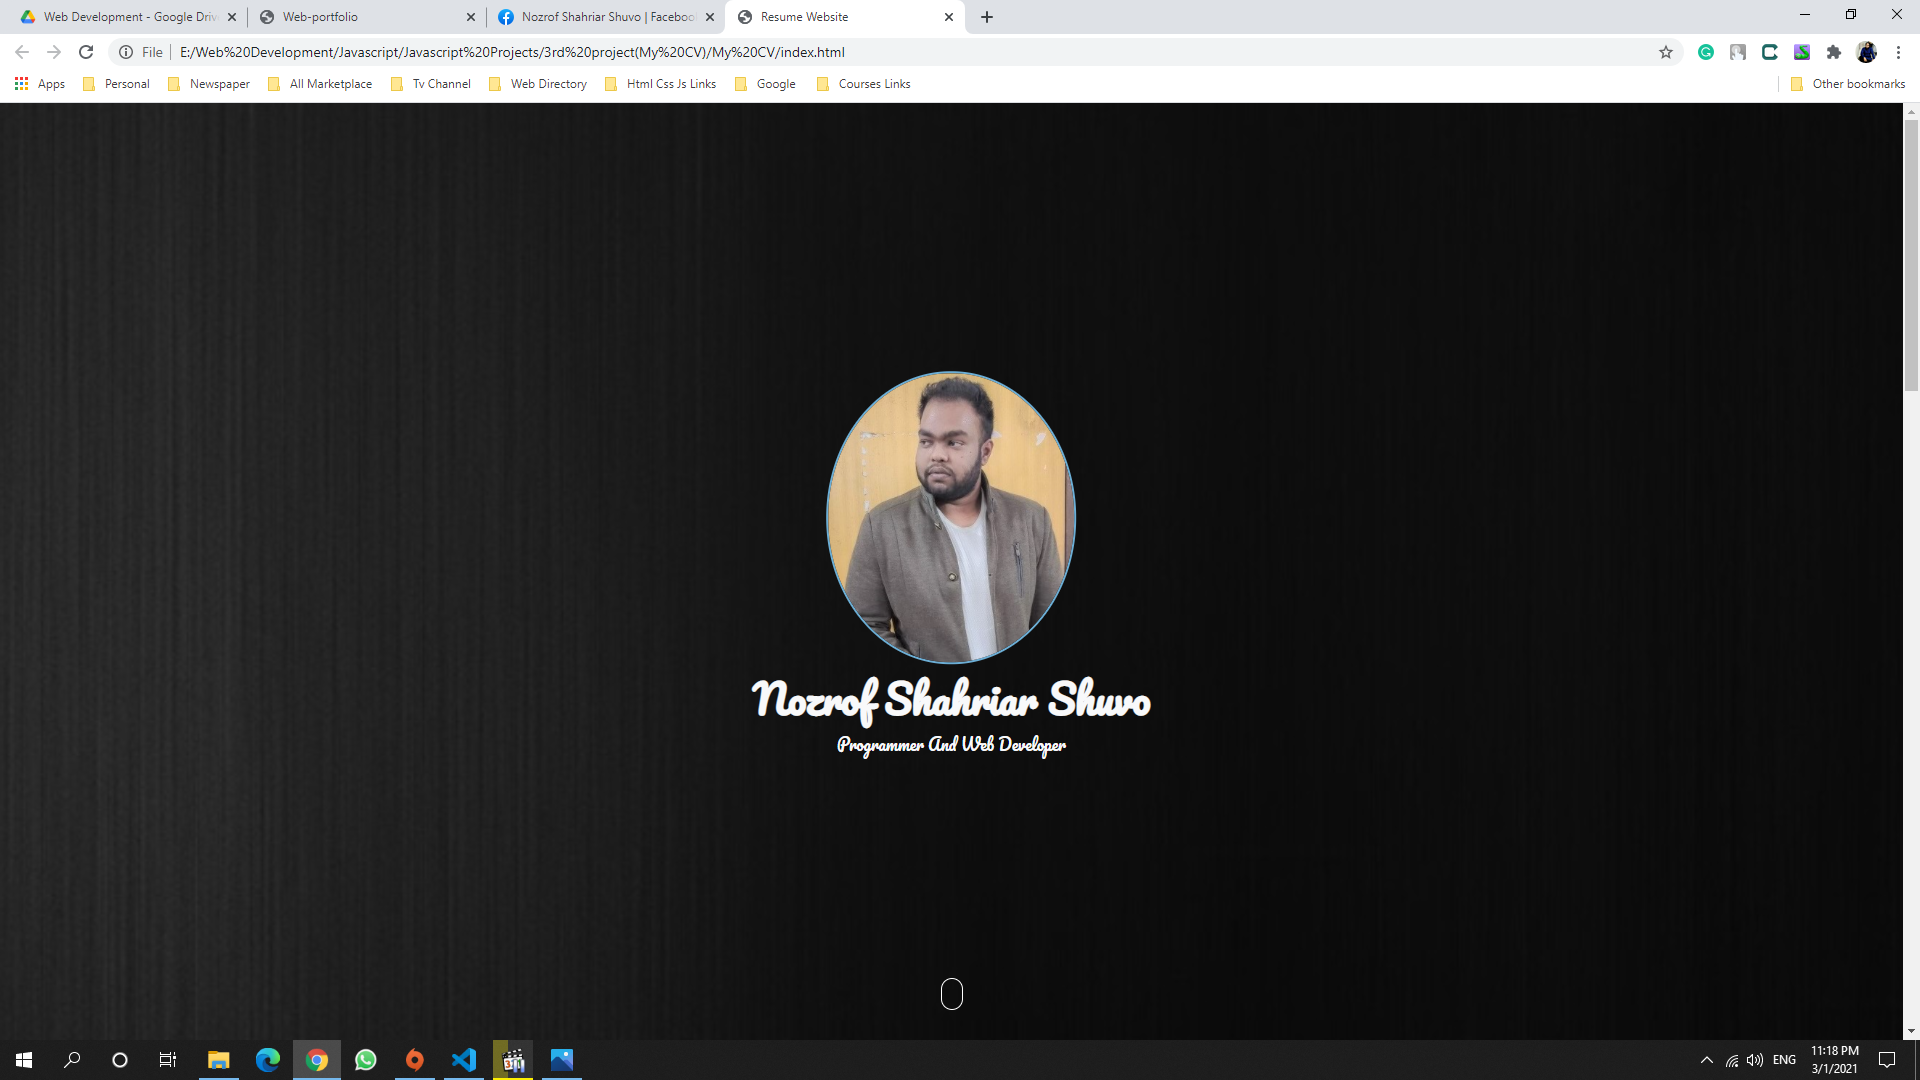 Web Development - Google Driv
Web-portfolio
Nozrof Shahriar Shuvo | Facebook
Resume Website
File
E:/Web%20Development/Javascript/Javascript%20Projects/3rd%20project(My%20CV)/My%20CV/index.html
Apps
Personal
Newspaper
All Marketplace
Tv Channel
Web Directory
Html Css Js Links
Google
Courses Links
Other bookmarks
Nozrof Shahriar Shuvo
Programmer And Web Developer
ENG
11:18 PM
3/1/2021